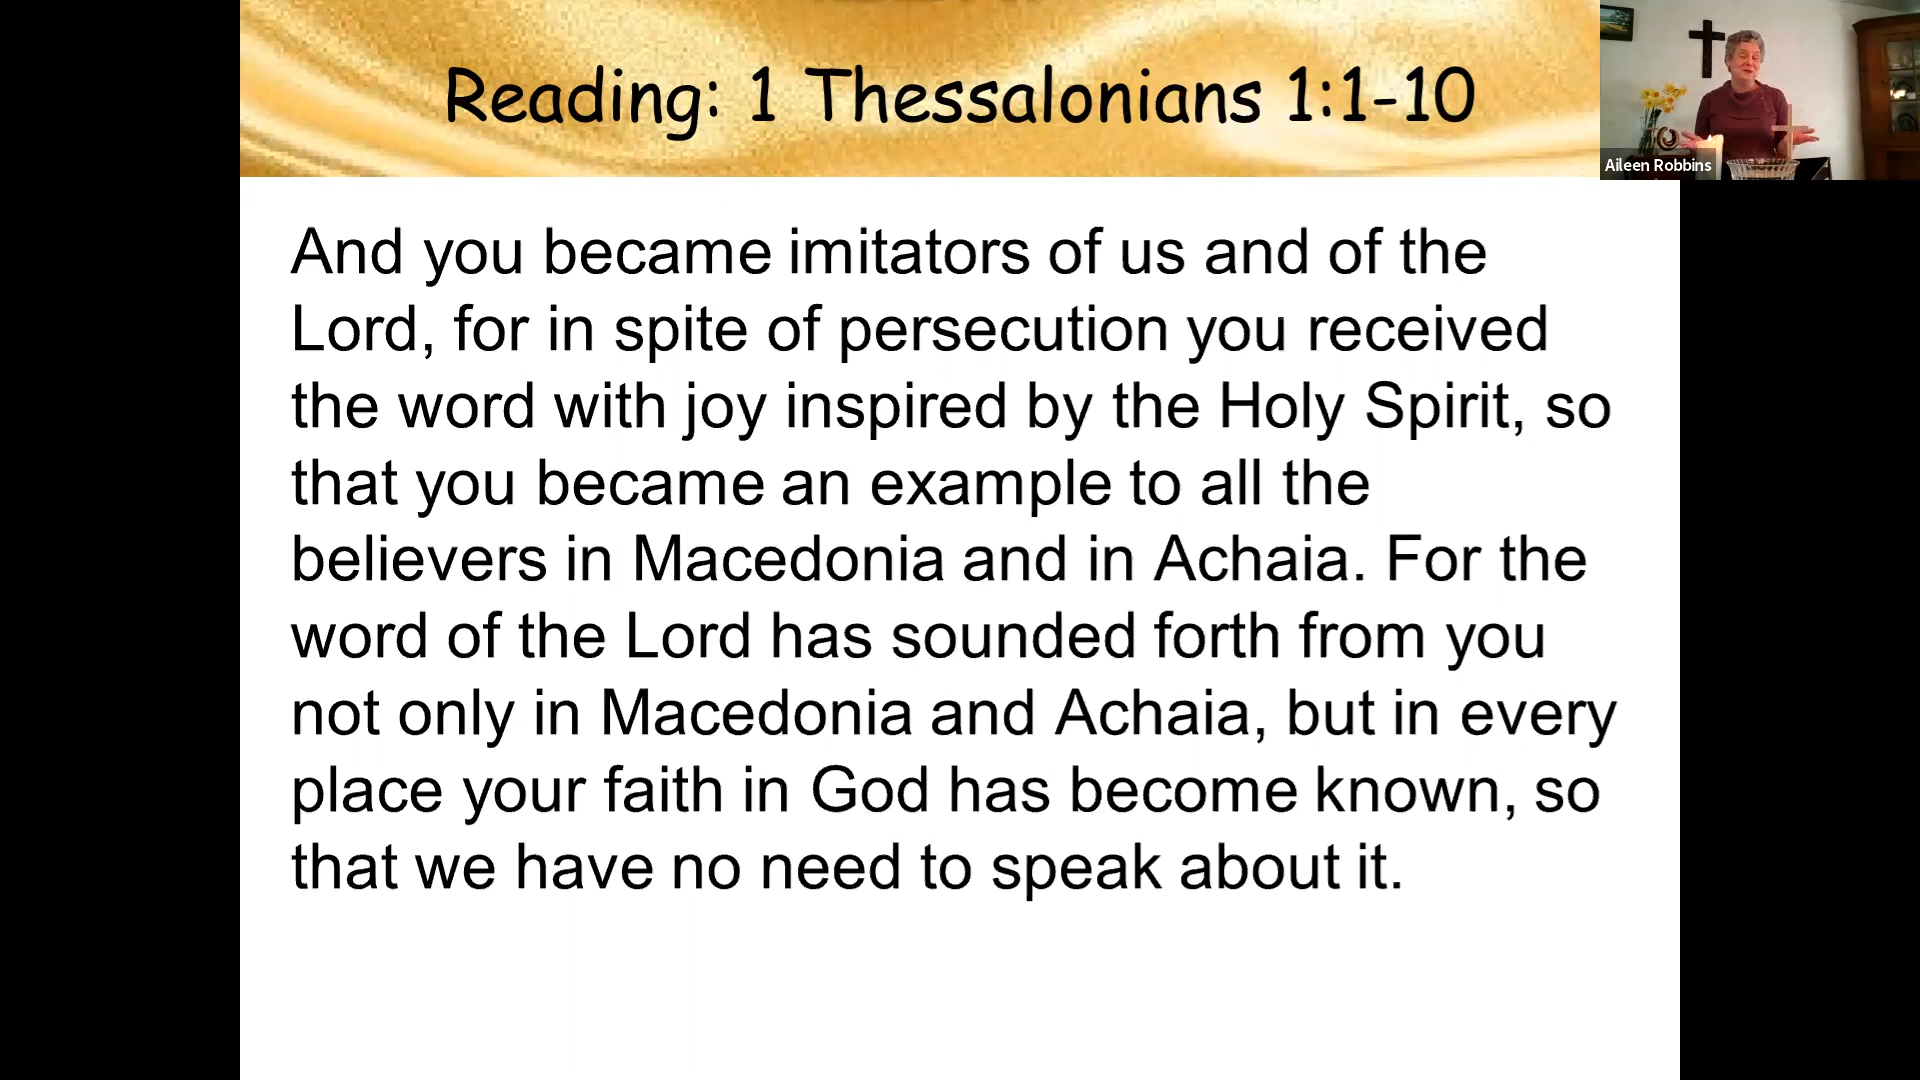 Reading: 1 Thessalonians 1:1-10
Aileen Robbins
And you became imitators of us and of the
Lord, for in spite of persecution you received
the word with joy inspired by the Holy Spirit, so
that you became an example to all the
believers in Macedonia and in Achaia. For the
word of the Lord has sounded forth from you
not only in Macedonia and Achaia, but in every
place your faith in God has become known, so
that we have no need to speak about it.